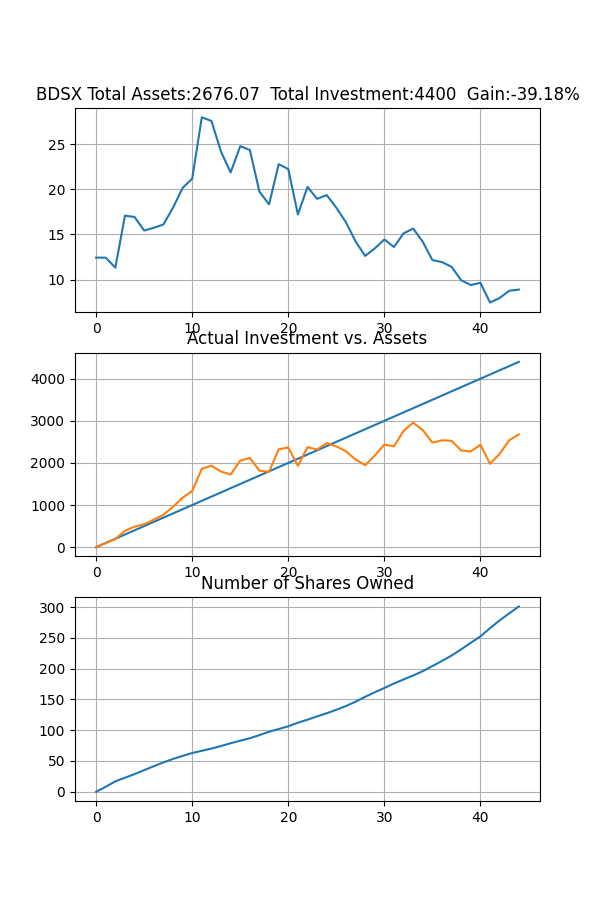 BDSX Total Assets:2676.07  Total Investment:4400  Gain:-39.18%
25
20
15
10
0 10 20 30 40
Actual Investment vs. Assets
4000
3000
2000
1000
0
0 10 20 30 40
Number of Shares Owned
300
250
200
150
100
50
0
0 10 20 30 40